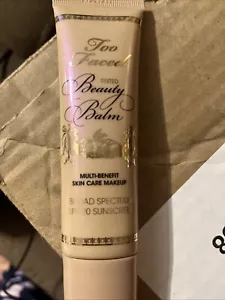 Too
Faced
TINTED
Beauty
Balm
MULTI-BENEFIT
SKIN CARE MAKEUP
BROAD SPECTRUM
SPF 20 SUNSCREEN